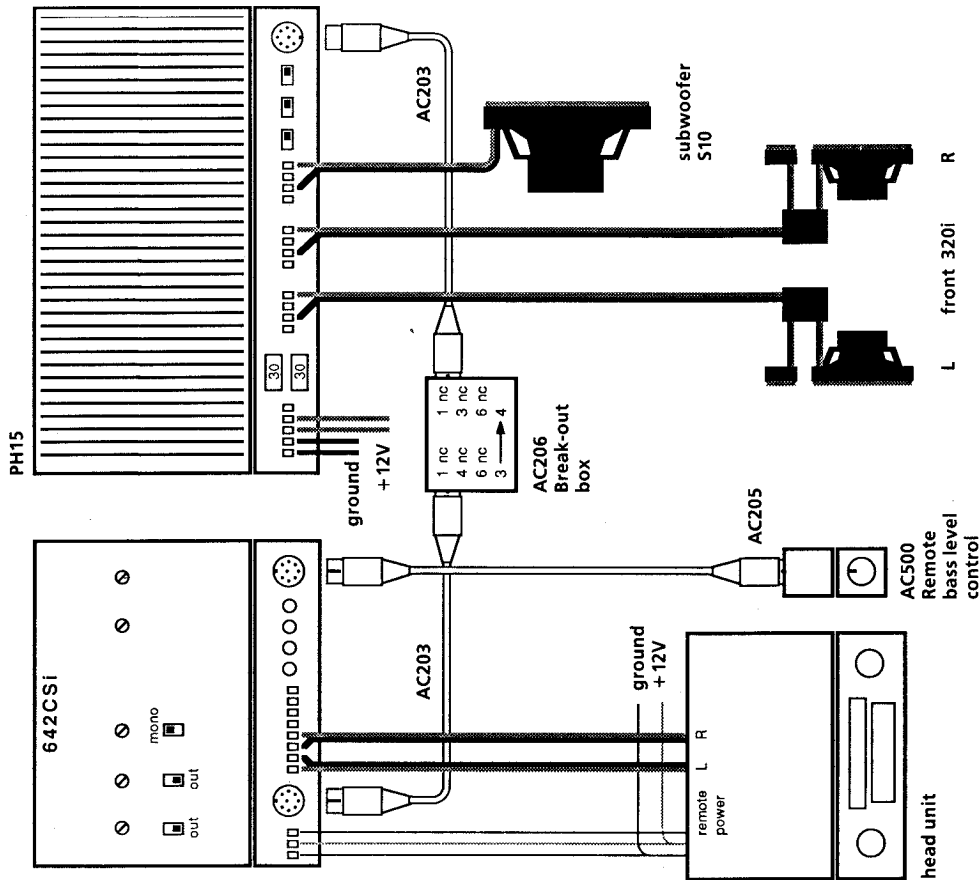 PH15
30
30
ground
+12V
AC203
subwoofer
S10
R
front 320i
L
1 nc 1 nc
4 nc 3 nc
6 nc 6 nc
3 → 4
AC206
Break-out
box
642CSi
mono
out
out
AC203
AC205
AC500
Remote
bass level
control
ground
+12V
R
L
remote
power
head unit